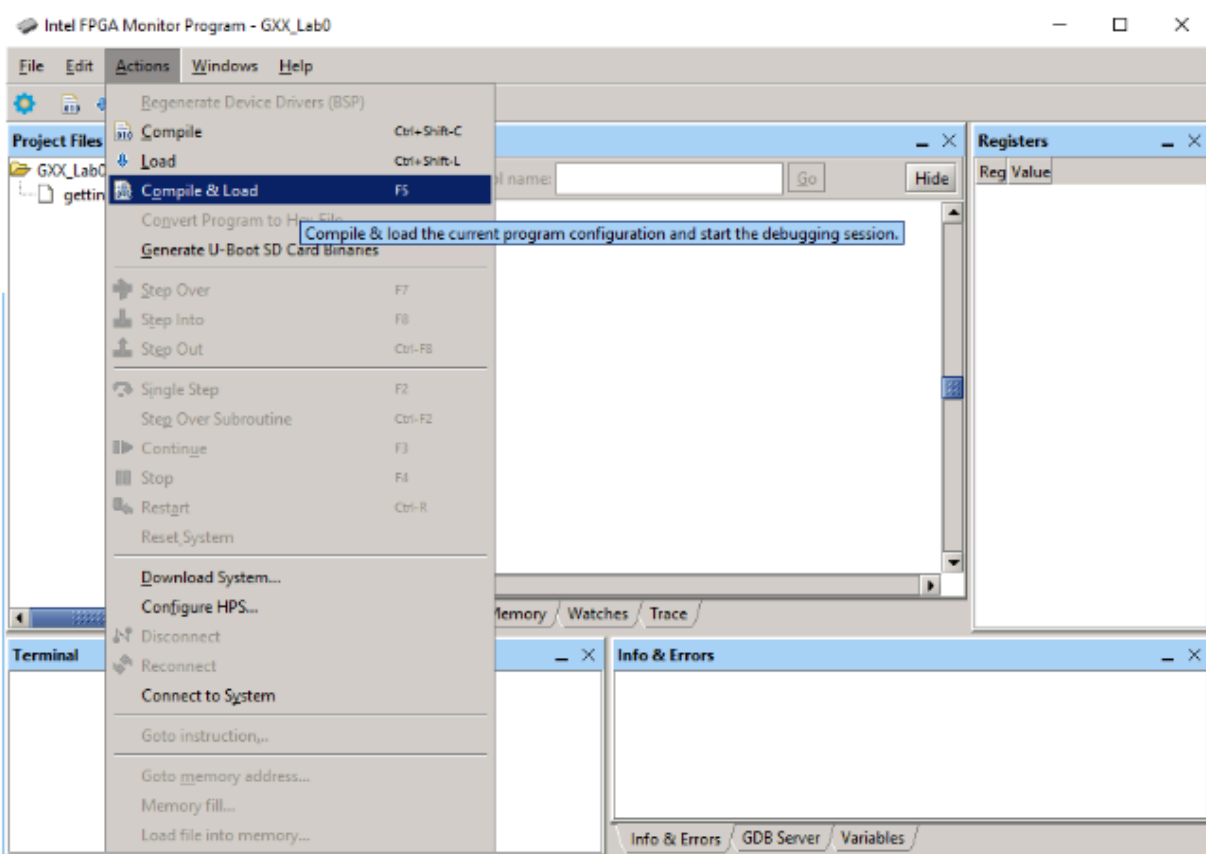 Intel FPGA Monitor Program - GXX_Lab0
File Edit Actions Windows Help
Project Files
GXX_Lab0
gettin
Regenerate Device Drivers (BSP)
Compile Ctrl+Shift-C
Load Ctrl+Shift-L
Compile & Load F5
Convert Program to Hex File
Compile & load the current program configuration and start the debugging session.
Generate U-Boot SD Card Binaries
Step Over F7
Step Into F8
Step Out Ctrl-F8
Single Step F2
Step Over Subroutine Ctrl-F2
Continue F3
Stop F4
Restart Ctrl-R
Reset System
Download System...
Configure HPS...
Disconnect
Reconnect
Connect to System
Goto instruction,..
Goto memory address...
Memory fill...
Load file into memory...
ol name: Go Hide
Memory Watches Trace
Registers
Reg Value
Terminal
Info & Errors
Info & Errors GDB Server Variables